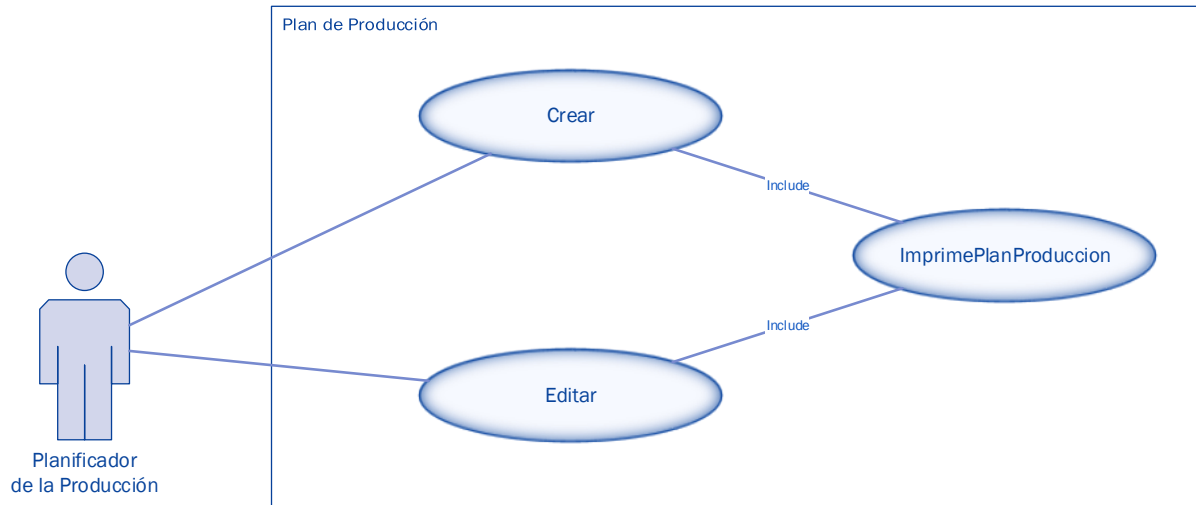 Plan de Producción
Crear
Include
ImprimePlanProduccion
Include
Editar
Planificador
de la Producción